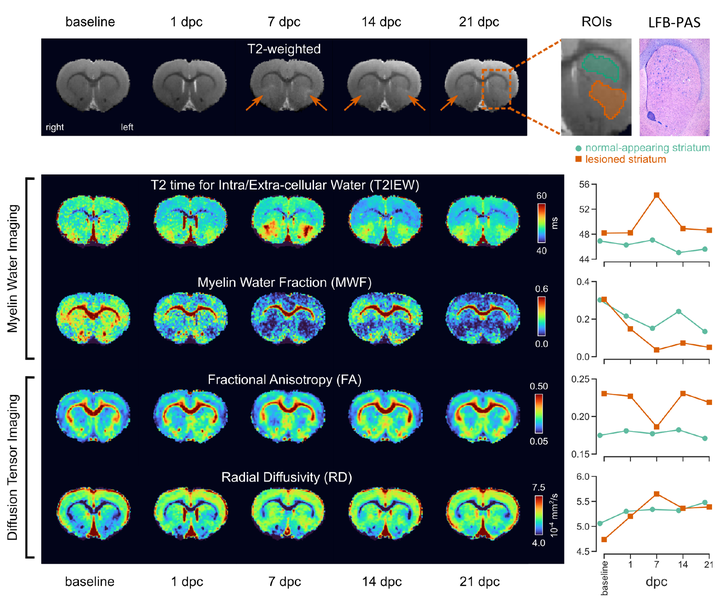 baseline 1 dpc 7 dpc 14 dpc 21 dpc ROIs LFB-PAS
T2-weighted
right left
normal-appearing striatum
lesioned striatum
Myelin Water Imaging
T2 time for Intra/Extra-cellular Water (T2IEW)
60
ms
40
56
52
48
44
Myelin Water Fraction (MWF)
0.6
0.0
0.4
0.2
0.0
Diffusion Tensor Imaging
Fractional Anisotropy (FA)
0.50
0.05
0.25
0.20
0.15
Radial Diffusivity (RD)
7.5
10⁻⁴ mm²/s
4.0
6.0
5.5
5.0
4.5
baseline 1 7 14 21
dpc
baseline 1 dpc 7 dpc 14 dpc 21 dpc